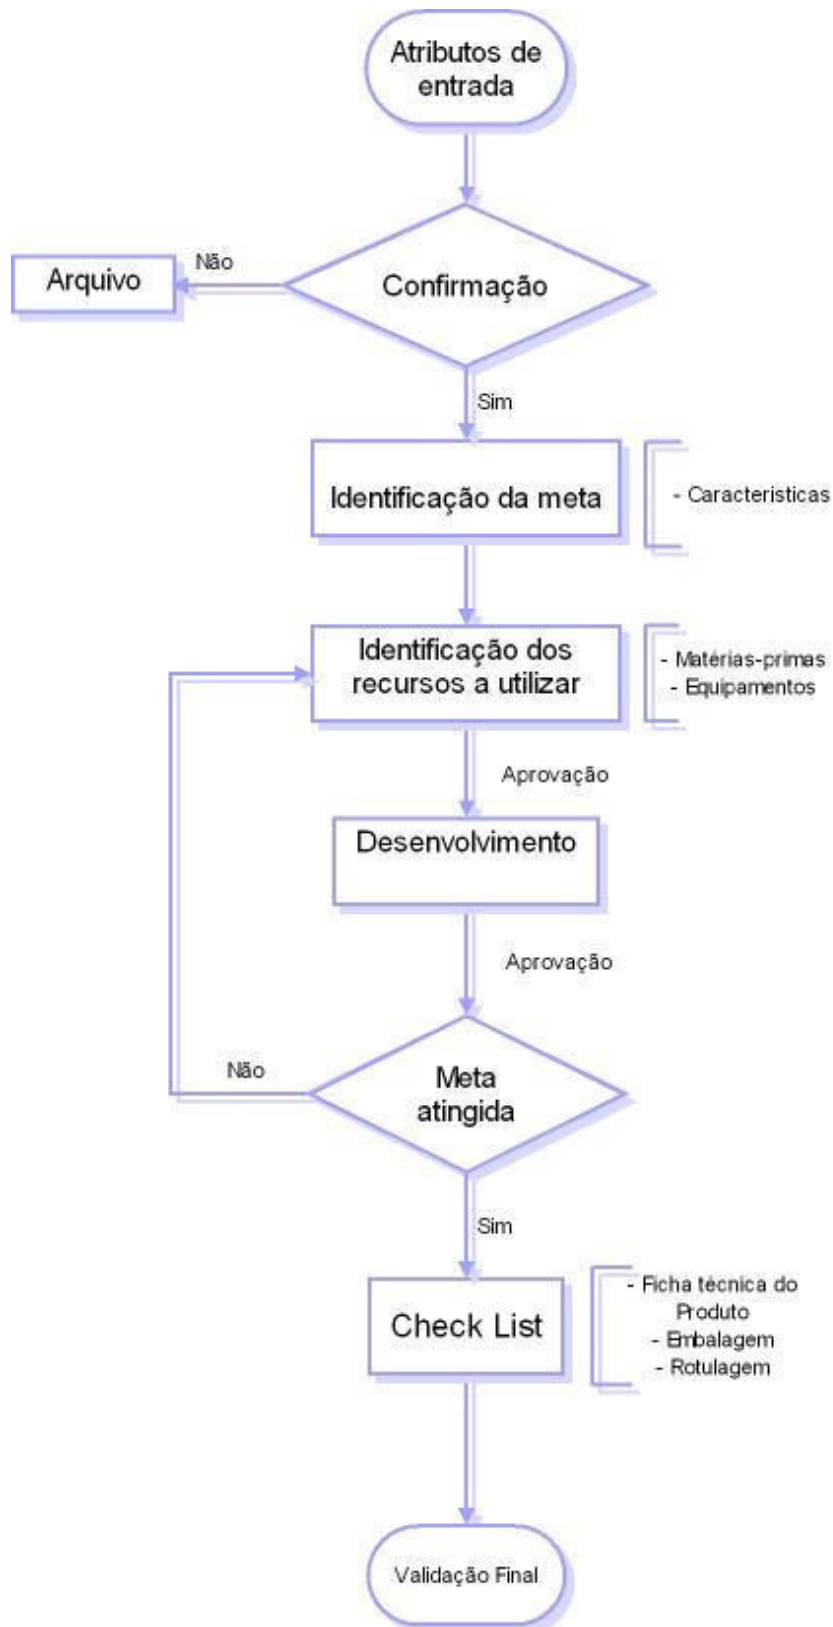 Atributos de
entrada
Não
Arquivo
Confirmação
Sim
Identificação da meta
- Caracteristicas
Identificação dos
recursos a utilizar
- Matérias-primas
- Equipamentos
Aprovação
Desenvolvimento
Aprovação
Não
Meta
atingida
Sim
Check List
- Ficha técnica do
Produto
- Embalagem
- Rotulagem
Validação Final